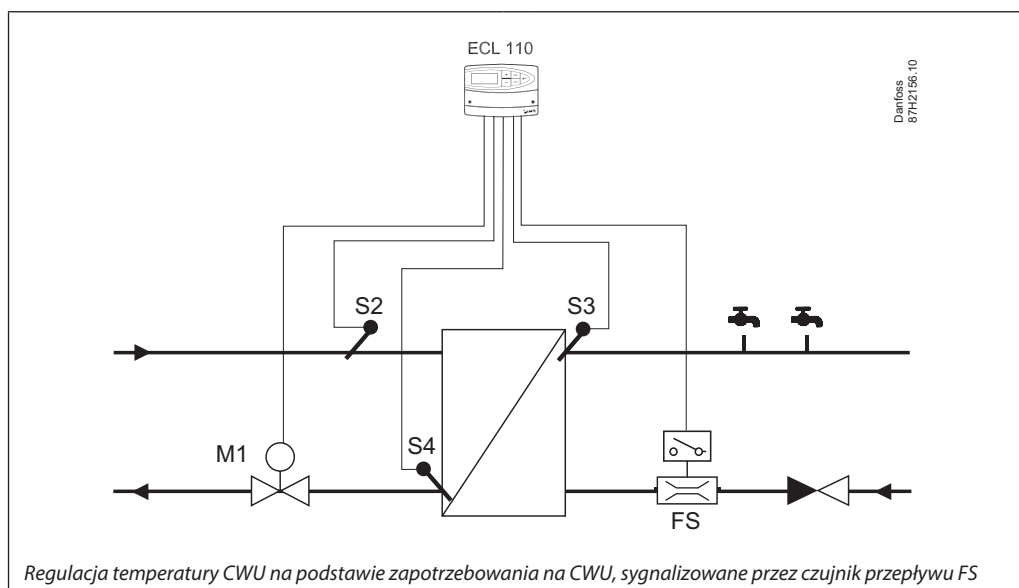 ECL 110
Danfoss
87H2156.10
S2
S3
S4
M1
FS
Regulacja temperatury CWU na podstawie zapotrzebowania na CWU, sygnalizowane przez czujnik przepływu FS